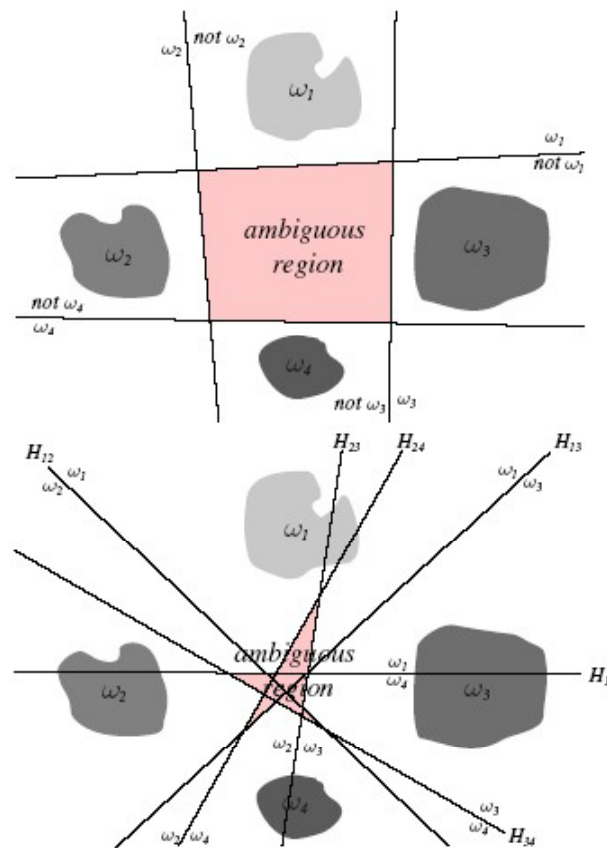 not ω₂
ω₂
ω₁
ω₁
not ω₁
ambiguous
region
ω₂
ω₃
not ω₄
ω₄
ω₄
not ω₃ ω₃
H₁₂ H₂₃ H₂₄ H₁₃
ω₂ ω₁
ω₁ ω₃
ω₁
ambiguous
region
ω₁
ω₄
ω₂
ω₃
ω₂ ω₃
ω₄
ω₂ ω₄
ω₃
ω₄
H₃₄